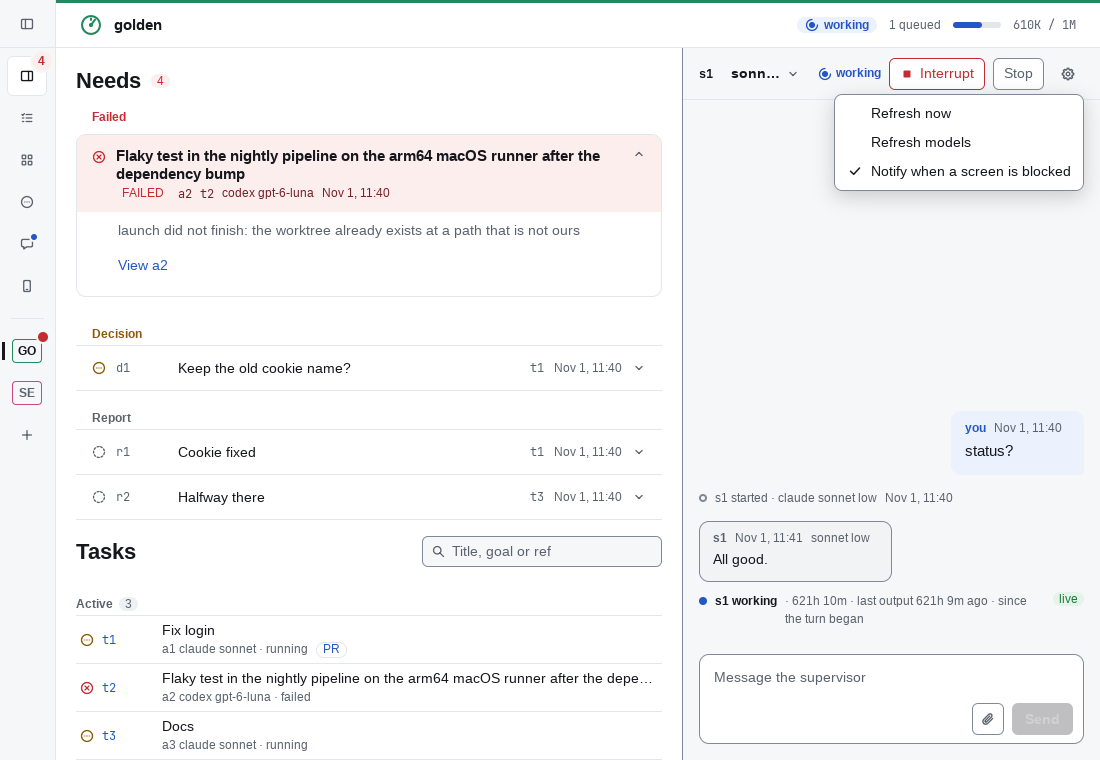 golden
working
1 queued
610K / 1M
4
GO
SE
Needs 4
Failed
Flaky test in the nightly pipeline on the arm64 macOS runner after the
dependency bump
FAILED a2 t2 codex gpt-6-luna Nov 1, 11:40
launch did not finish: the worktree already exists at a path that is not ours
View a2
Decision
d1 Keep the old cookie name? t1 Nov 1, 11:40
Report
r1 Cookie fixed t1 Nov 1, 11:40
r2 Halfway there t3 Nov 1, 11:40
Tasks
Title, goal or ref
Active 3
t1 Fix login
a1 claude sonnet · running PR
t2 Flaky test in the nightly pipeline on the arm64 macOS runner after the depe…
a2 codex gpt-6-luna · failed
t3 Docs
a3 claude sonnet · running
s1 sonn… working Interrupt Stop
Refresh now
Refresh models
Notify when a screen is blocked
you Nov 1, 11:40
status?
s1 started · claude sonnet low Nov 1, 11:40
s1 Nov 1, 11:41 sonnet low
All good.
s1 working · 621h 10m · last output 621h 9m ago · since
the turn began
live
Message the supervisor
Send